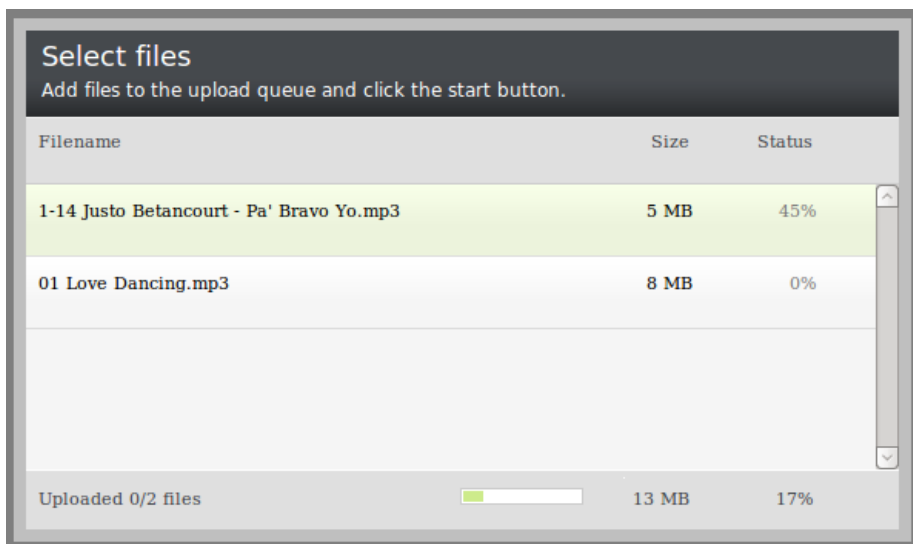 Select files
Add files to the upload queue and click the start button.
Filename Size Status
1-14 Justo Betancourt - Pa' Bravo Yo.mp3 5 MB 45%
01 Love Dancing.mp3 8 MB 0%
Uploaded 0/2 files 13 MB 17%